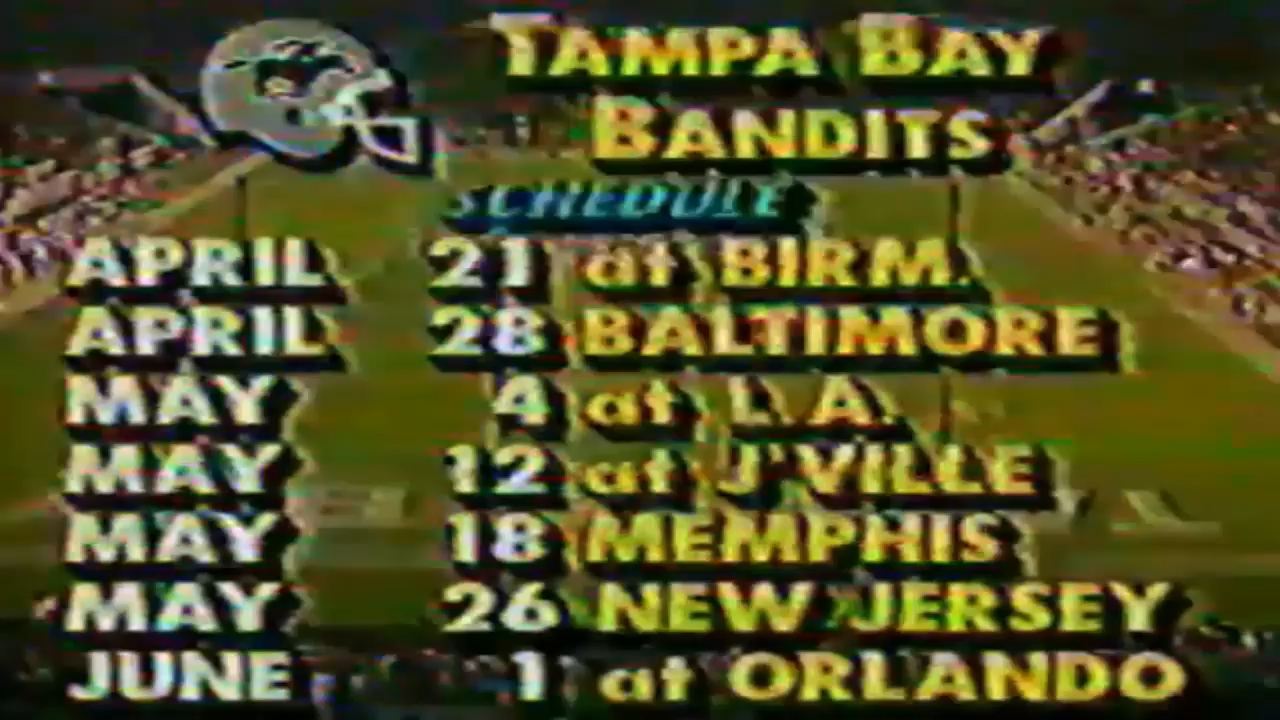 TAMPA BAY
BANDITS
SCHEDULE
APRIL 21 at BIRM.
APRIL 28 BALTIMORE
MAY 4 at L.A.
MAY 12 at J'VILLE
MAY 18 MEMPHIS
MAY 26 NEW JERSEY
JUNE 1 at ORLANDO